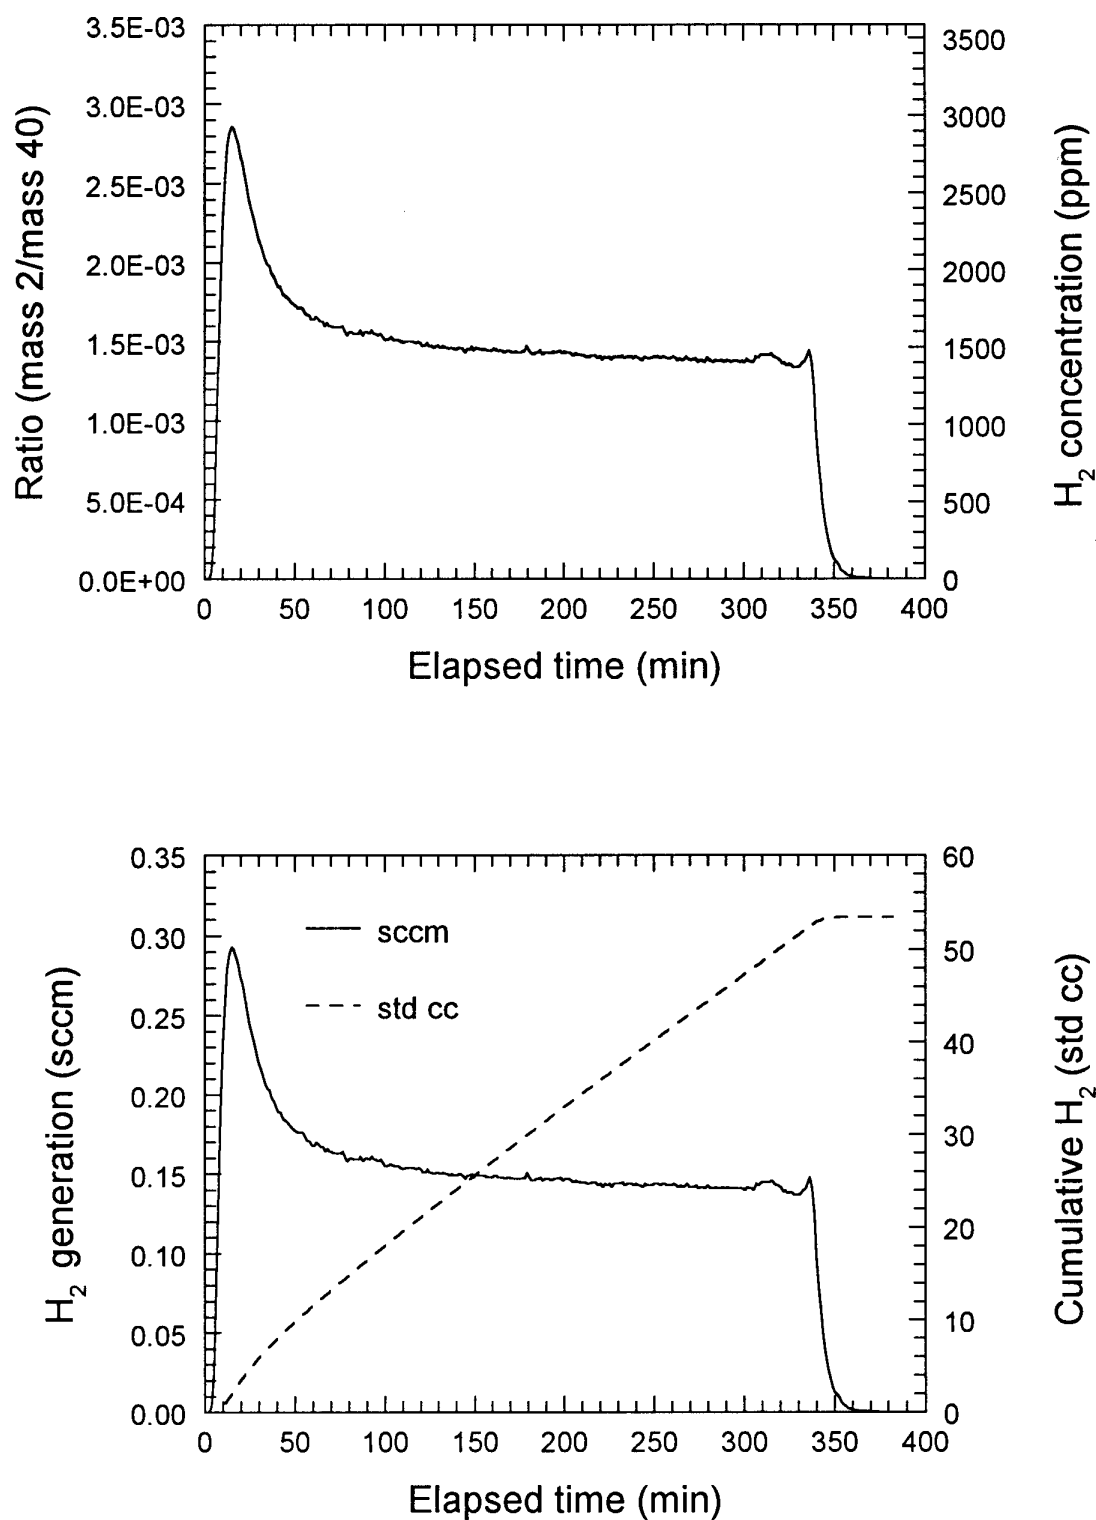 3.5E-03
3.0E-03
2.5E-03
2.0E-03
1.5E-03
1.0E-03
5.0E-04
0.0E+00
Ratio (mass 2/mass 40)
3500
3000
2500
2000
1500
1000
500
0
H₂ concentration (ppm)
0 50 100 150 200 250 300 350 400
Elapsed time (min)
0.35
0.30
0.25
0.20
0.15
0.10
0.05
0.00
H₂ generation (sccm)
sccm
std cc
60
50
40
30
20
10
0
Cumulative H₂ (std cc)
0 50 100 150 200 250 300 350 400
Elapsed time (min)